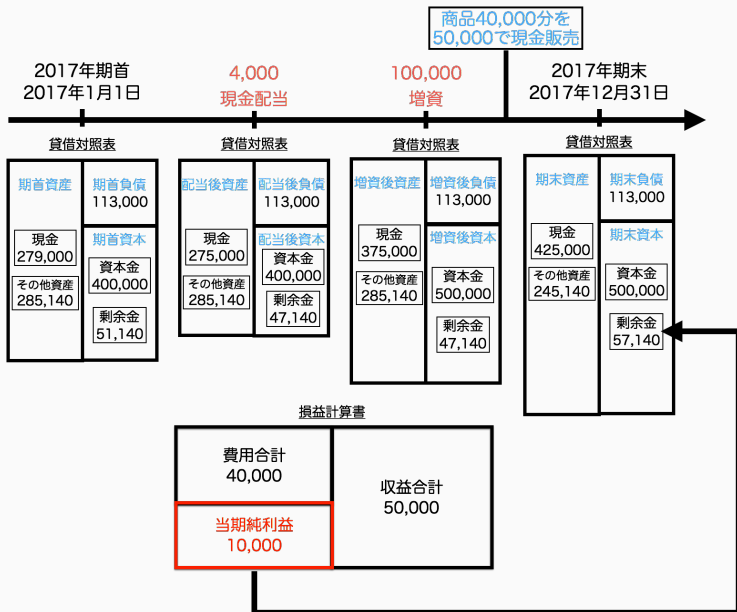 商品40,000分を
50,000で現金販売
2017年期首
2017年1月1日
4,000
現金配当
100,000
増資
2017年期末
2017年12月31日
貸借対照表
期首資産
期首負債
113,000
現金
279,000
その他資産
285,140
期首資本
資本金
400,000
剰余金
51,140
貸借対照表
配当後資産
配当後負債
113,000
現金
275,000
その他資産
285,140
配当後資本
資本金
400,000
剰余金
47,140
貸借対照表
増資後資産
増資後負債
113,000
現金
375,000
その他資産
285,140
増資後資本
資本金
500,000
剰余金
47,140
貸借対照表
期末資産
期末負債
113,000
現金
425,000
その他資産
245,140
期末資本
資本金
500,000
剰余金
57,140
損益計算書
費用合計
40,000
当期純利益
10,000
収益合計
50,000